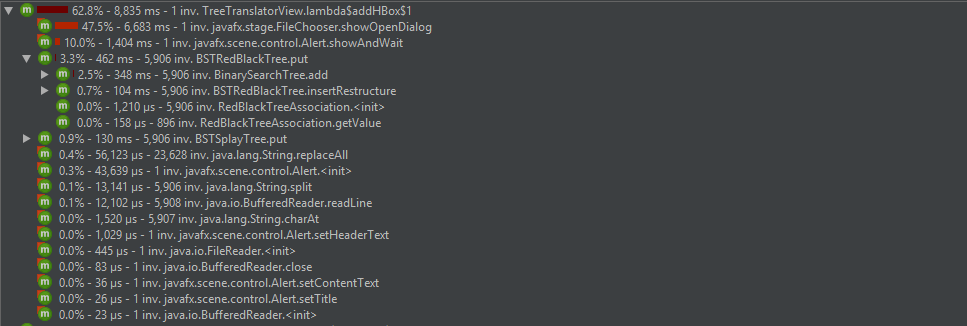 m 62.8% - 8,835 ms - 1 inv. TreeTranslatorView.lambda$addHBox$1
m 47.5% - 6,683 ms - 1 inv. javafx.stage.FileChooser.showOpenDialog
m 10.0% - 1,404 ms - 1 inv. javafx.scene.control.Alert.showAndWait
m 3.3% - 462 ms - 5,906 inv. BSTRedBlackTree.put
m 2.5% - 348 ms - 5,906 inv. BinarySearchTree.add
m 0.7% - 104 ms - 5,906 inv. BSTRedBlackTree.insertRestructure
m 0.0% - 1,210 µs - 5,906 inv. RedBlackTreeAssociation.<init>
m 0.0% - 158 µs - 896 inv. RedBlackTreeAssociation.getValue
m 0.9% - 130 ms - 5,906 inv. BSTSplayTree.put
m 0.4% - 56,123 µs - 23,628 inv. java.lang.String.replaceAll
m 0.3% - 43,639 µs - 1 inv. javafx.scene.control.Alert.<init>
m 0.1% - 13,141 µs - 5,906 inv. java.lang.String.split
m 0.1% - 12,102 µs - 5,908 inv. java.io.BufferedReader.readLine
m 0.0% - 1,520 µs - 5,907 inv. java.lang.String.charAt
m 0.0% - 1,029 µs - 1 inv. javafx.scene.control.Alert.setHeaderText
m 0.0% - 445 µs - 1 inv. java.io.FileReader.<init>
m 0.0% - 83 µs - 1 inv. java.io.BufferedReader.close
m 0.0% - 36 µs - 1 inv. javafx.scene.control.Alert.setContentText
m 0.0% - 26 µs - 1 inv. javafx.scene.control.Alert.setTitle
m 0.0% - 23 µs - 1 inv. java.io.BufferedReader.<init>